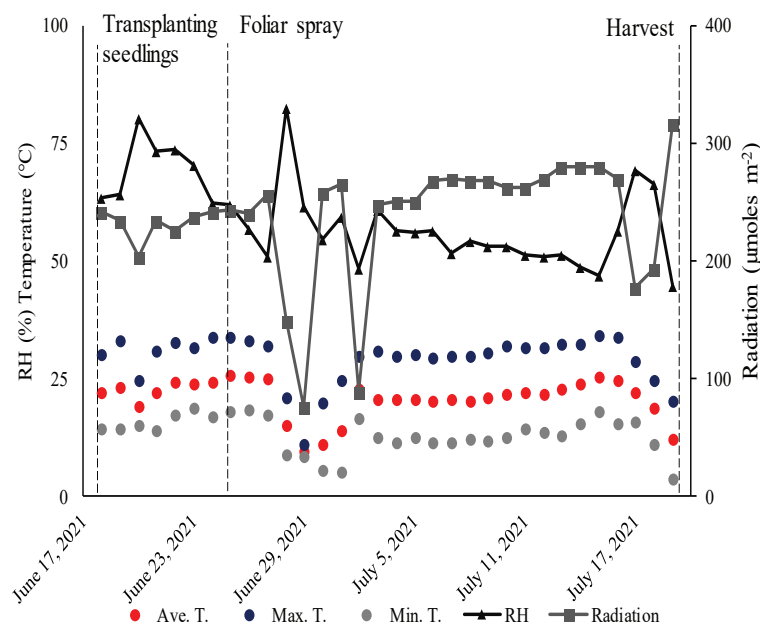 Transplanting
seedlings
Foliar spray
Harvest
100
75
50
25
0
RH (%) Temperature (°C)
400
300
200
100
0
Radiation (µmoles m-2)
June 17, 2021
June 23, 2021
June 29, 2021
July 5, 2021
July 11, 2021
July 17, 2021
Ave. T. Max. T. Min. T. RH Radiation